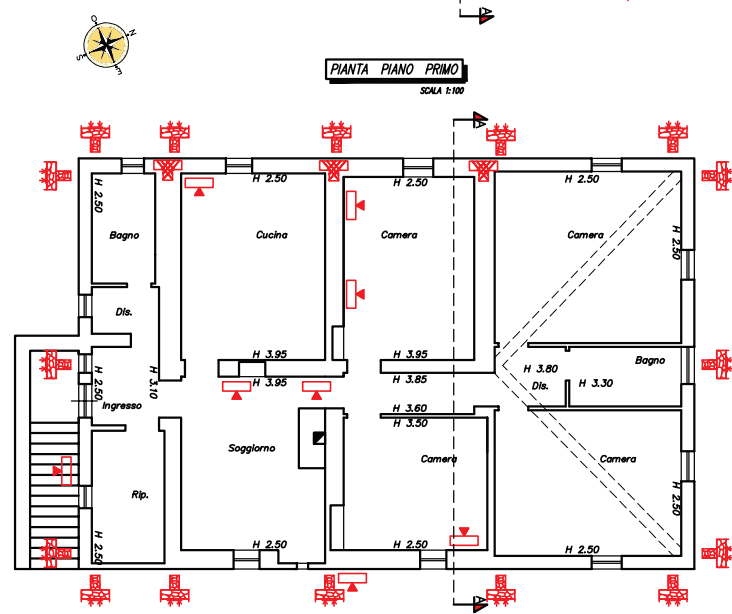 A
O
N
S
E
PIANTA PIANO PRIMO
SCALA 1:100
A
H 2.50
H 2.50
H 2.50
H 2.50
Bagno
Cucina
Camera
Camera
H 2.50
Dis.
H 3.95
H 3.95
H 3.95
H 3.85
H 3.80
Bagno
H 2.50
H 3.10
Dis.
H 3.30
Ingresso
H 3.60
H 3.50
Soggiorno
Camera
Camera
Rip.
H 2.50
H 2.50
H 2.50
H 2.50
H 2.50
A